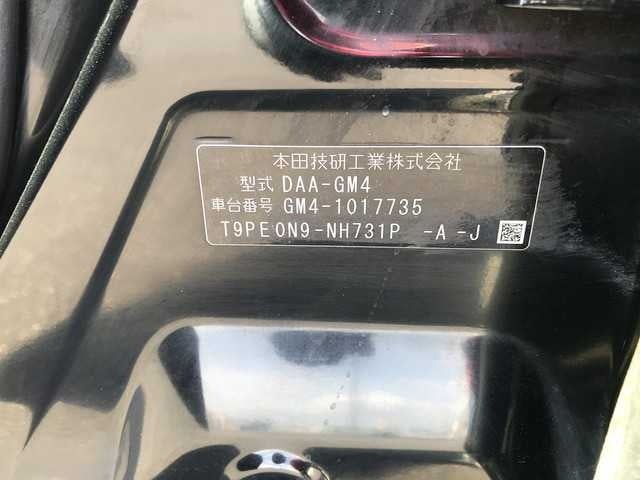 本田技研工業株式会社
型式 DAA-GM4
車台番号 GM4-1017735
T9PE0N9-NH731P -A -J